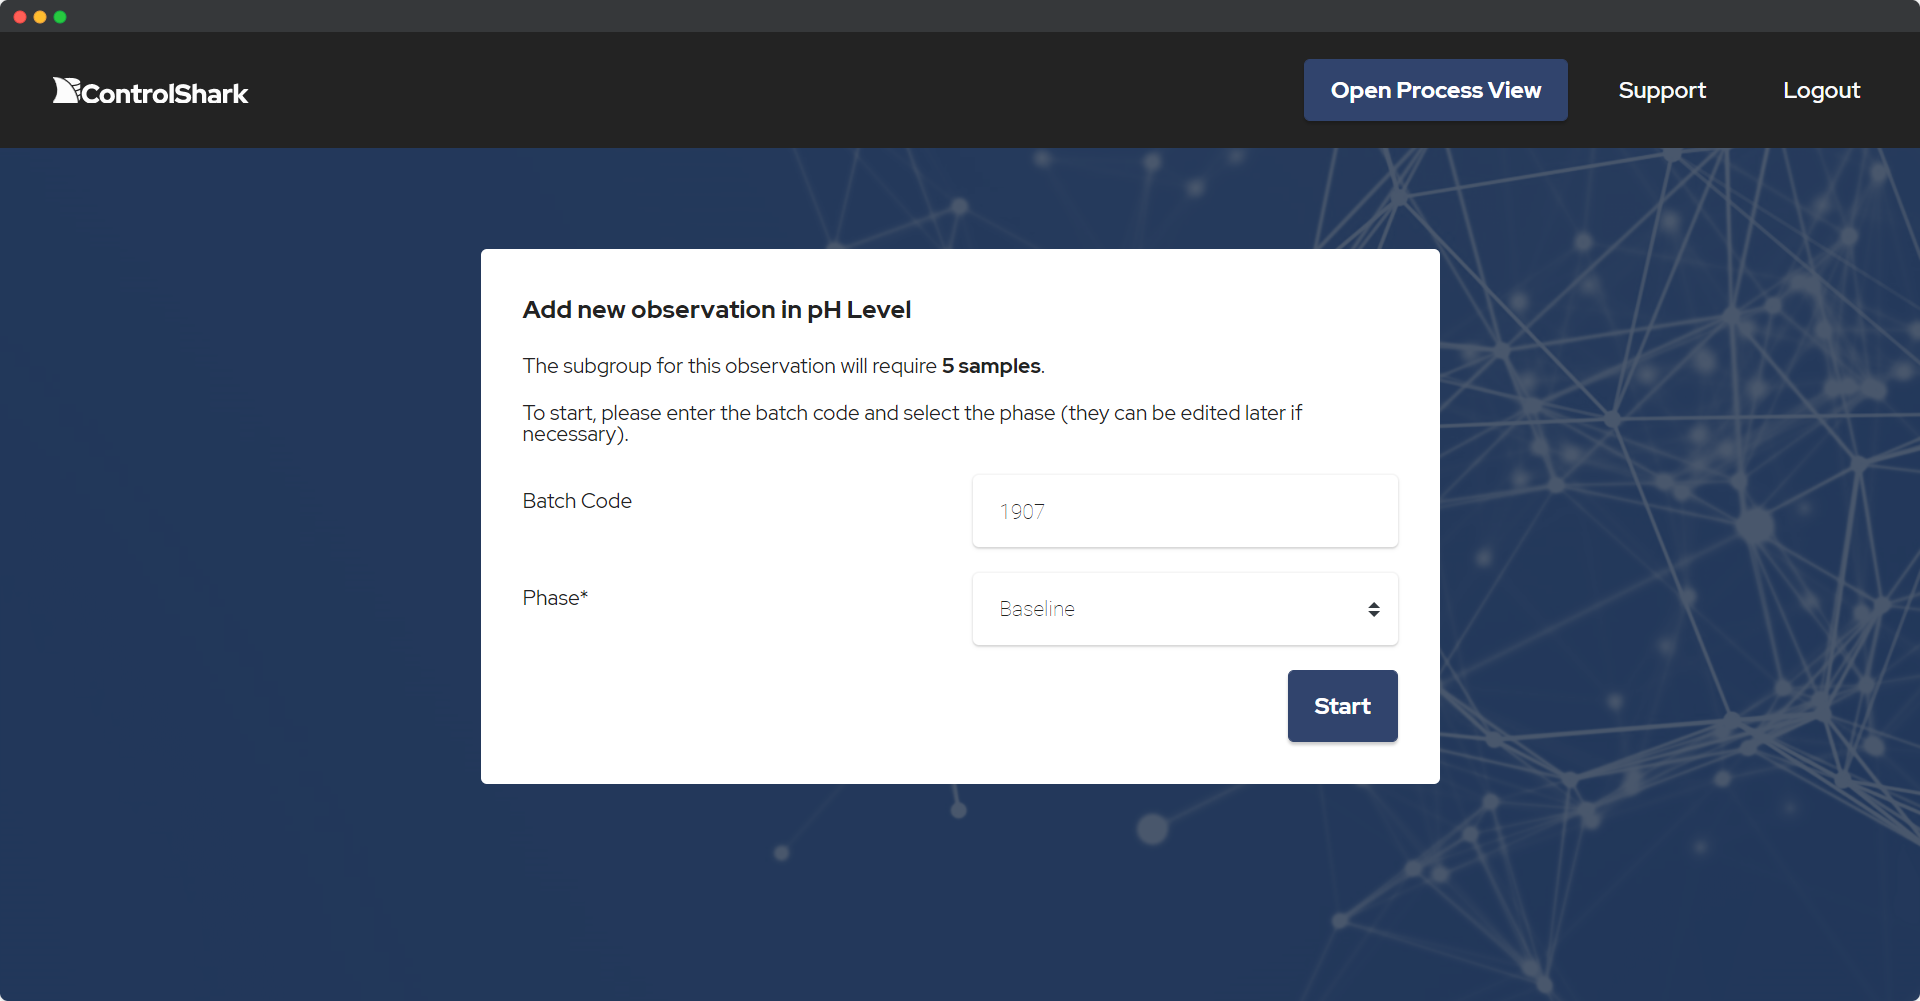 ControlShark
Open Process View
Support
Logout
Add new observation in pH Level
The subgroup for this observation will require 5 samples.
To start, please enter the batch code and select the phase (they can be edited later if
necessary).
Batch Code
1907
Phase*
Baseline
Start